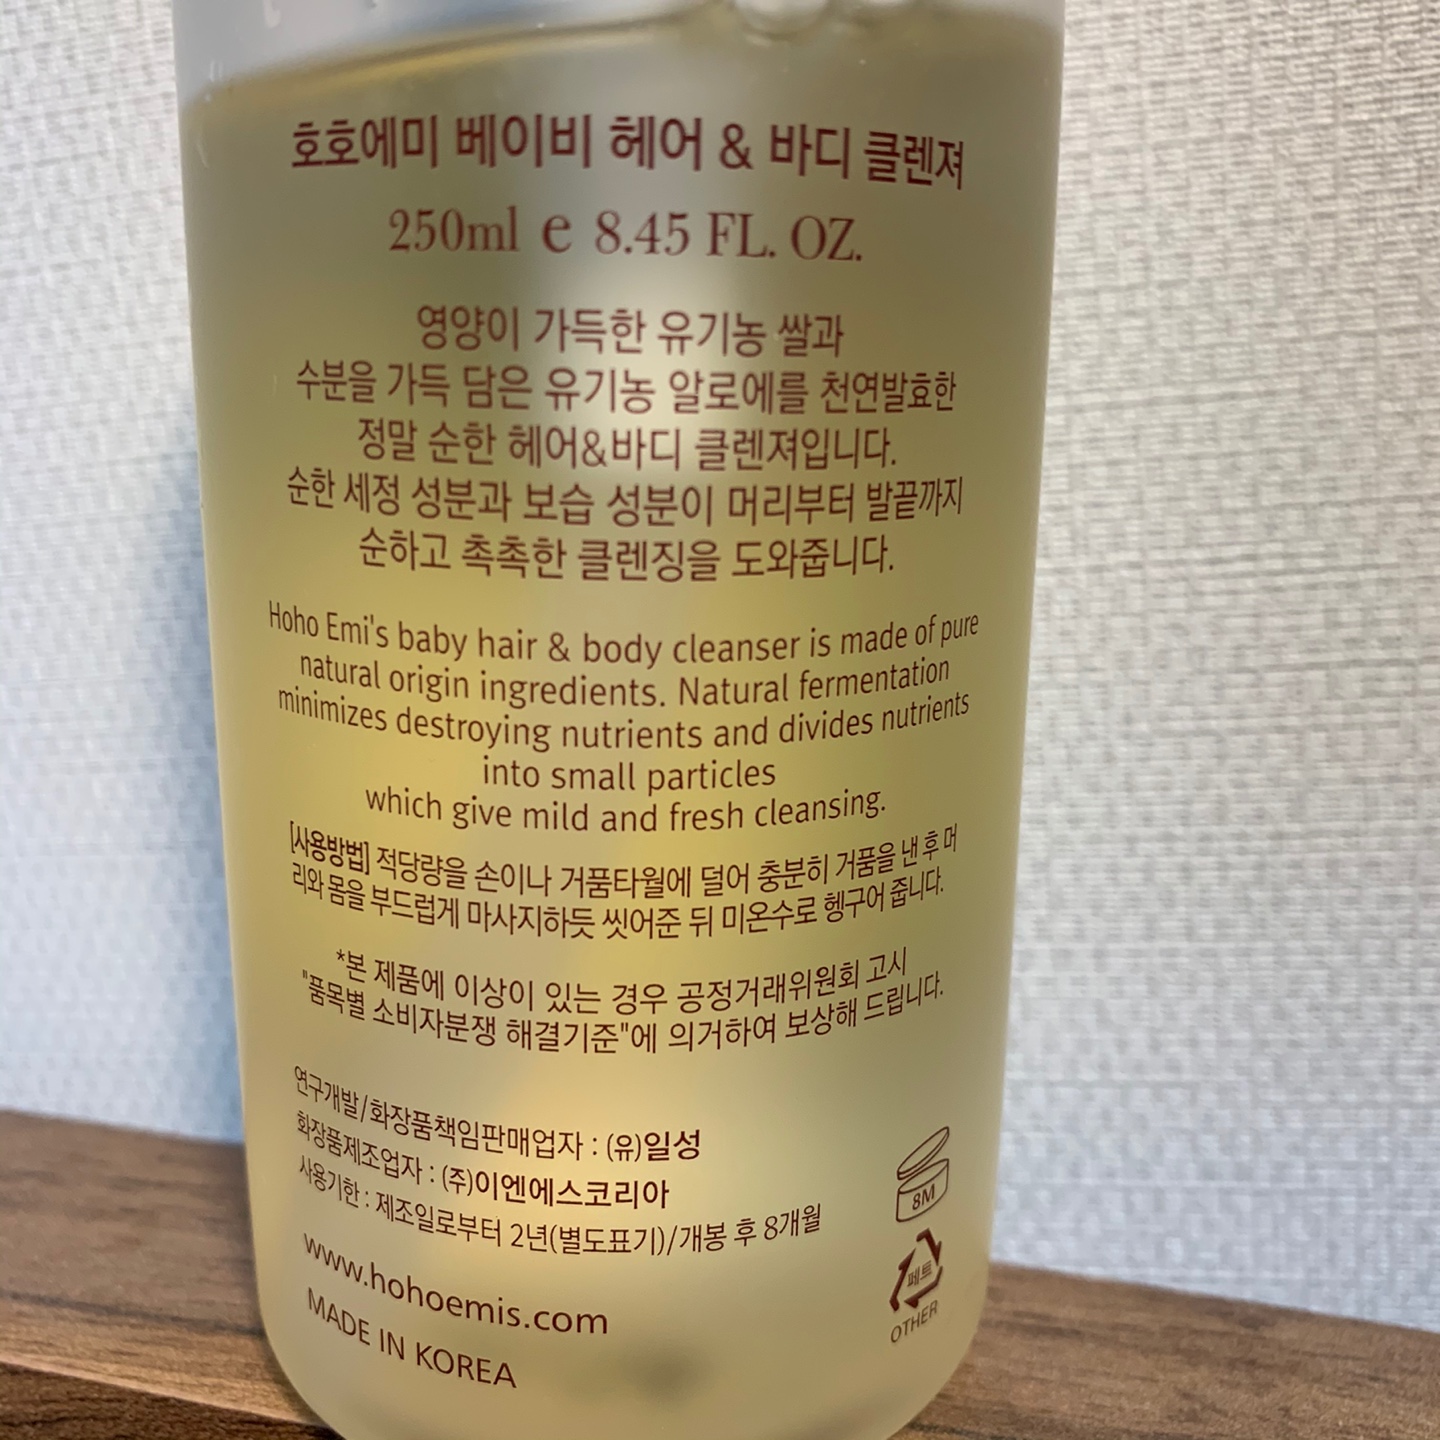 호호에미 베이비 헤어 & 바디 클렌져
250ml e 8.45 FL. OZ.
영양이 가득한 유기농 쌀과
수분을 가득 담은 유기농 알로에를 천연발효한
정말 순한 헤어&바디 클렌져입니다.
순한 세정 성분과 보습 성분이 머리부터 발끝까지
순하고 촉촉한 클렌징을 도와줍니다.
Hoho Emi's baby hair & body cleanser is made of pure
natural origin ingredients. Natural fermentation
minimizes destroying nutrients and divides nutrients
into small particles
which give mild and fresh cleansing.
[사용방법] 적당량을 손이나 거품타월에 덜어 충분히 거품을 낸 후 머
리와 몸을 부드럽게 마사지하듯 씻어준 뒤 미온수로 헹구어 줍니다.
*본 제품에 이상이 있는 경우 공정거래위원회 고시
"품목별 소비자분쟁 해결기준"에 의거하여 보상해 드립니다.
연구개발/화장품책임판매업자 : (유)일성
화장품제조업자 : (주)이엔에스코리아
사용기한 : 제조일로부터 2년(별도표기)/개봉 후 8개월
8M
페트
OTHER
www.hohoemis.com
MADE IN KOREA